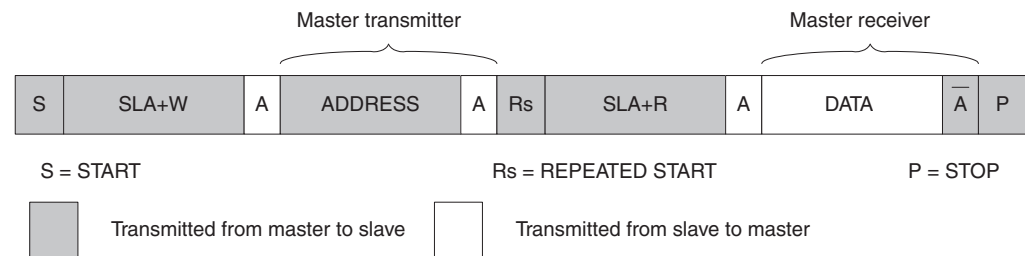 Master transmitter Master receiver
S SLA+W A ADDRESS A Rs SLA+R A DATA A̅ P
S = START Rs = REPEATED START P = STOP
Transmitted from master to slave Transmitted from slave to master